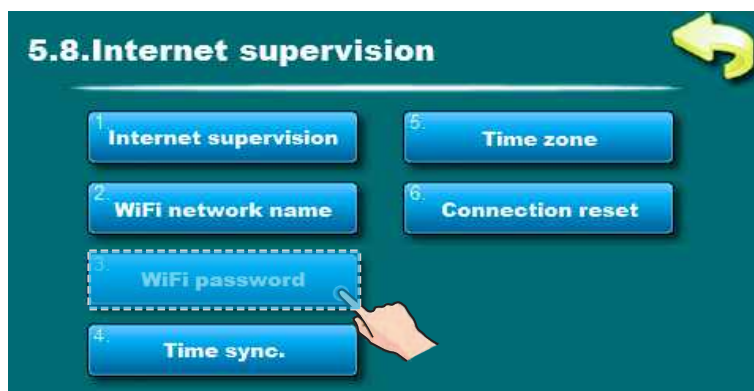 5.8.Internet supervision
1.
Internet supervision
2.
WiFi network name
3.
WiFi password
4.
Time sync.
5.
Time zone
6.
Connection reset